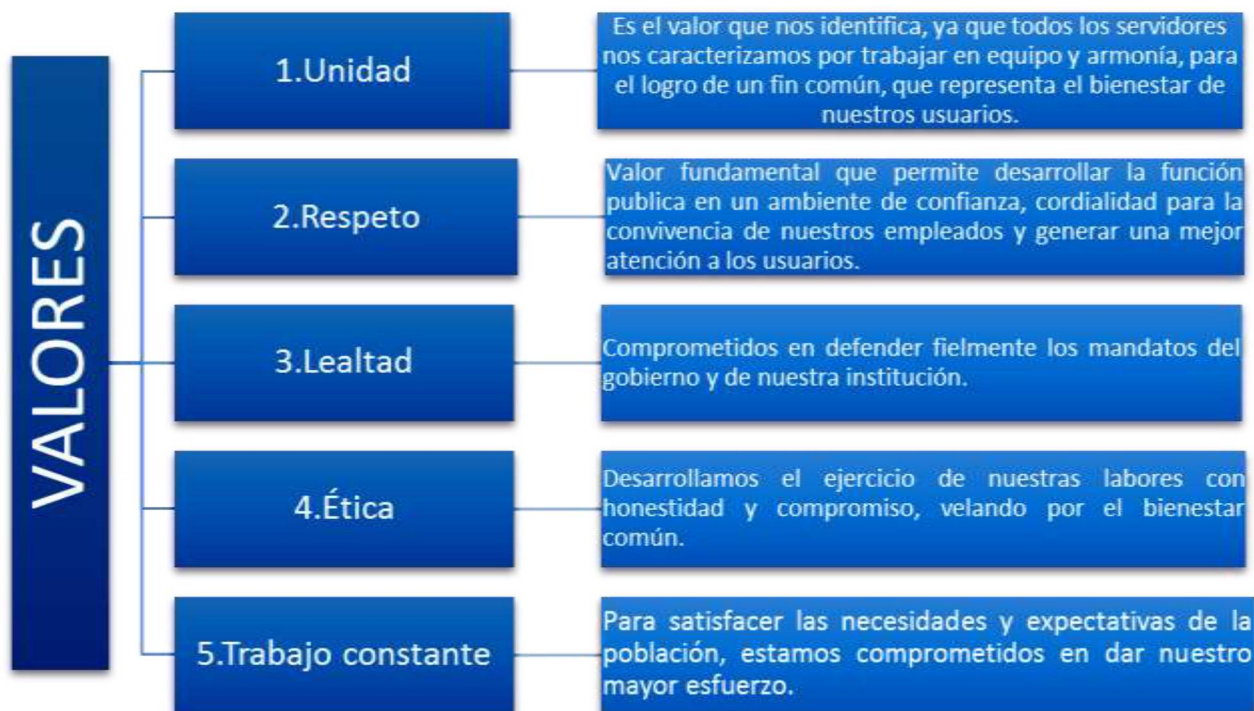 VALORES
1.Unidad
Es el valor que nos identifica, ya que todos los servidores
nos caracterizamos por trabajar en equipo y armonía, para
el logro de un fin común, que representa el bienestar de
nuestros usuarios.
2.Respeto
Valor fundamental que permite desarrollar la función
publica en un ambiente de confianza, cordialidad para la
convivencia de nuestros empleados y generar una mejor
atención a los usuarios.
3.Lealtad
Comprometidos en defender fielmente los mandatos del
gobierno y de nuestra institución.
4.Ética
Desarrollamos el ejercicio de nuestras labores con
honestidad y compromiso, velando por el bienestar
común.
5.Trabajo constante
Para satisfacer las necesidades y expectativas de la
población, estamos comprometidos en dar nuestro
mayor esfuerzo.